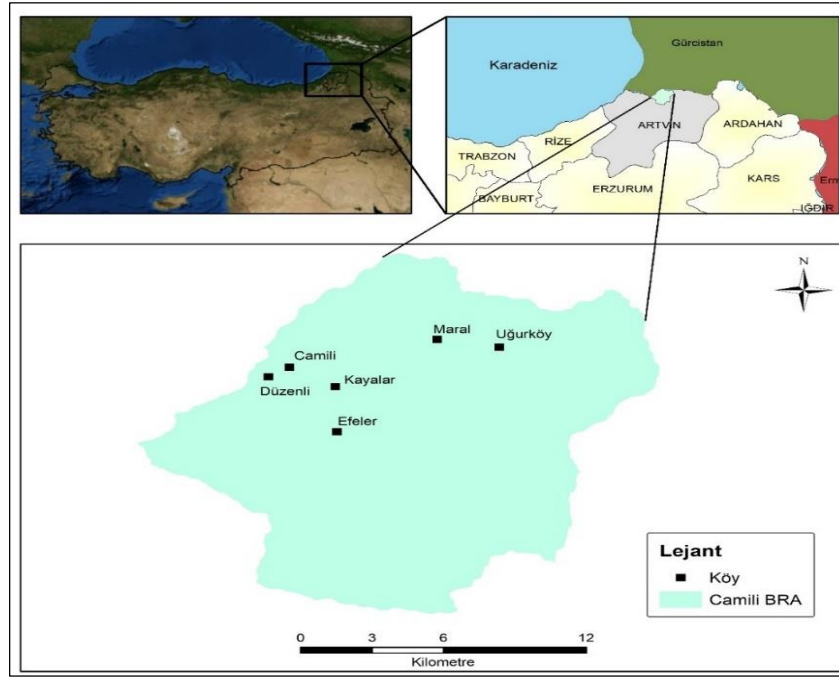 Karadeniz
Gürcistan
ARTVİN
ARDAHAN
RİZE
TRABZON
KARS
ERZURUM
Erm
BAYBURT
IĞDIR
N
Maral
Uğurköy
Camili
Kayalar
Düzenli
Efeler
Lejant
Köy
Camili BRA
0 3 6 12
Kilometre